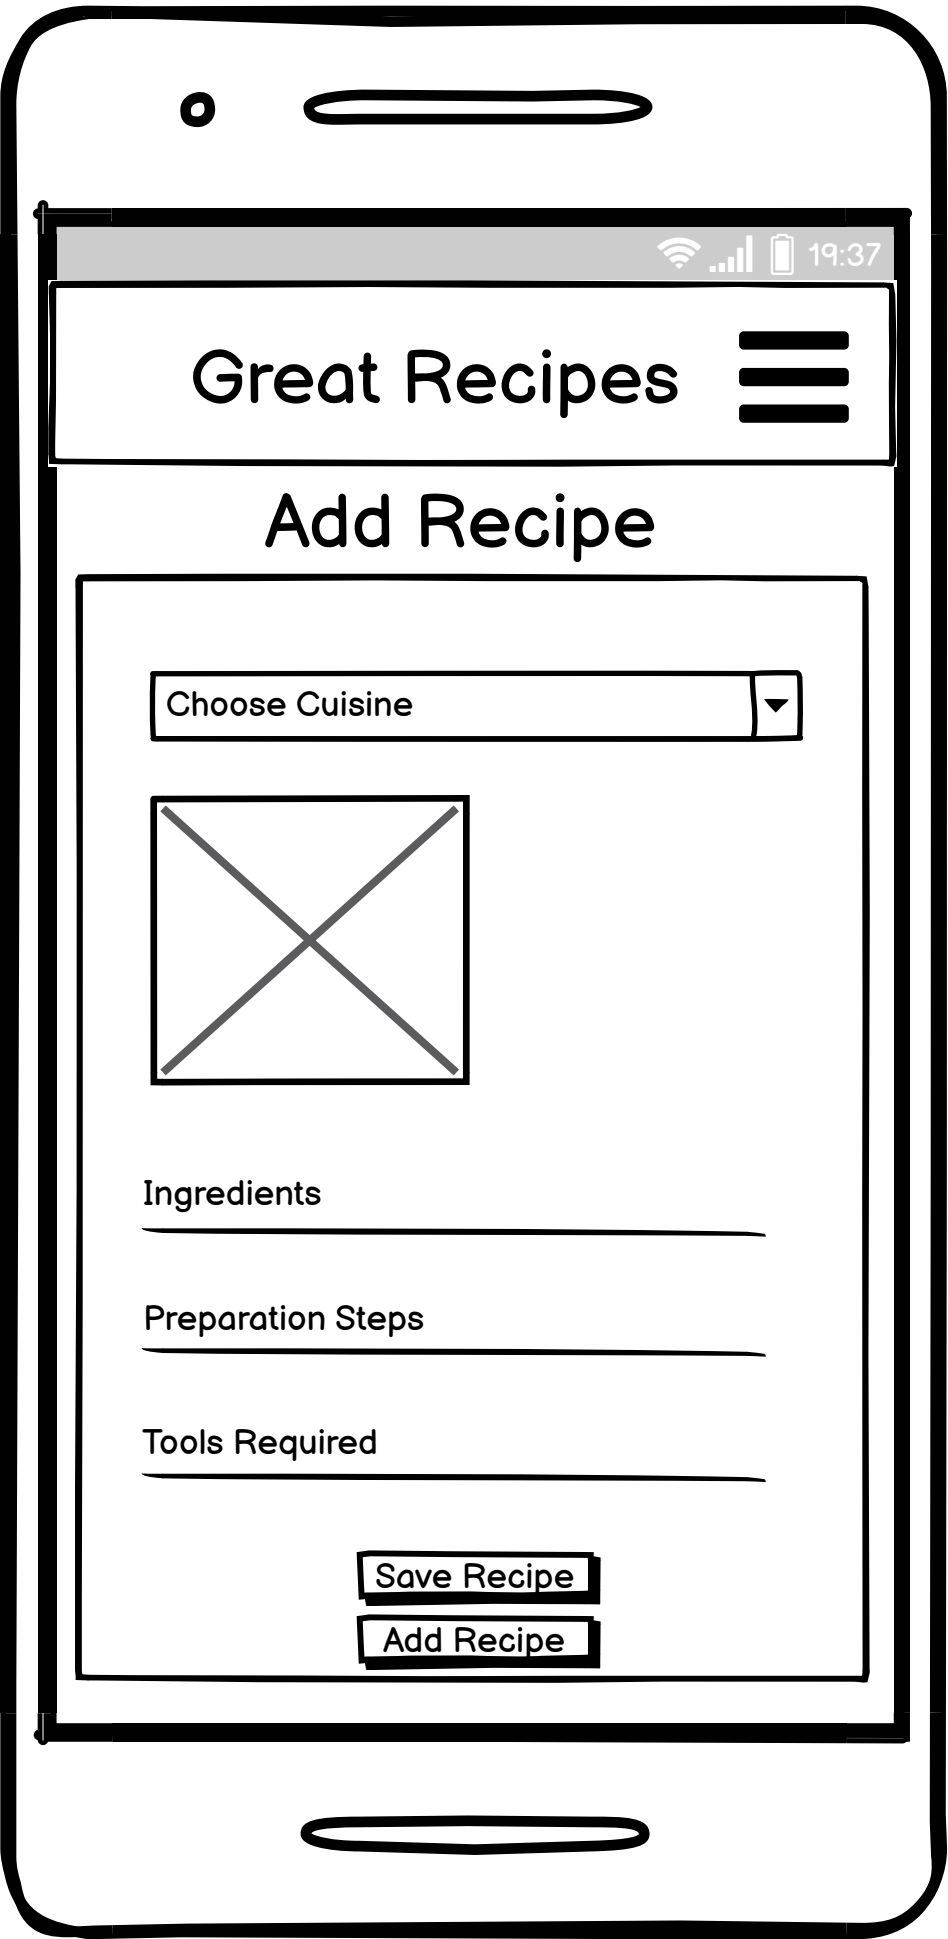 19:37
Great Recipes
Add Recipe
Choose Cuisine
Ingredients
Preparation Steps
Tools Required
Save Recipe
Add Recipe